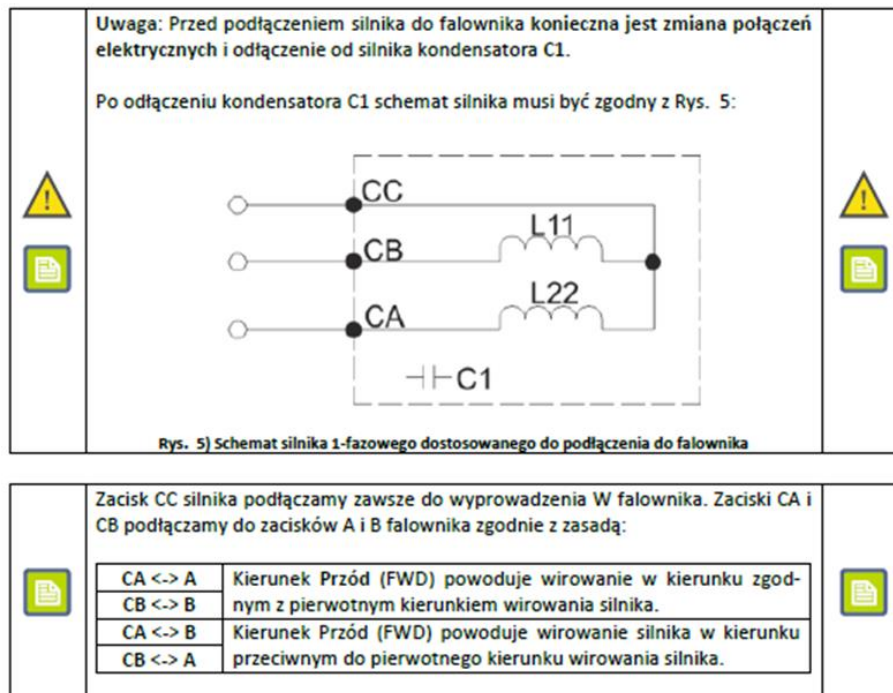 Uwaga: Przed podłączeniem silnika do falownika konieczna jest zmiana połączeń
elektrycznych i odłączenie od silnika kondensatora C1.
Po odłączeniu kondensatora C1 schemat silnika musi być zgodny z Rys. 5:
CC
L11
CB
L22
CA
C1
Rys. 5) Schemat silnika 1-fazowego dostosowanego do podłączenia do falownika
Zacisk CC silnika podłączamy zawsze do wyprowadzenia W falownika. Zaciski CA i
CB podłączamy do zacisków A i B falownika zgodnie z zasadą:
CA <-> A Kierunek Przód (FWD) powoduje wirowanie w kierunku zgod-
CB <-> B nym z pierwotnym kierunkiem wirowania silnika.
CA <-> B Kierunek Przód (FWD) powoduje wirowanie silnika w kierunku
CB <-> A przeciwnym do pierwotnego kierunku wirowania silnika.